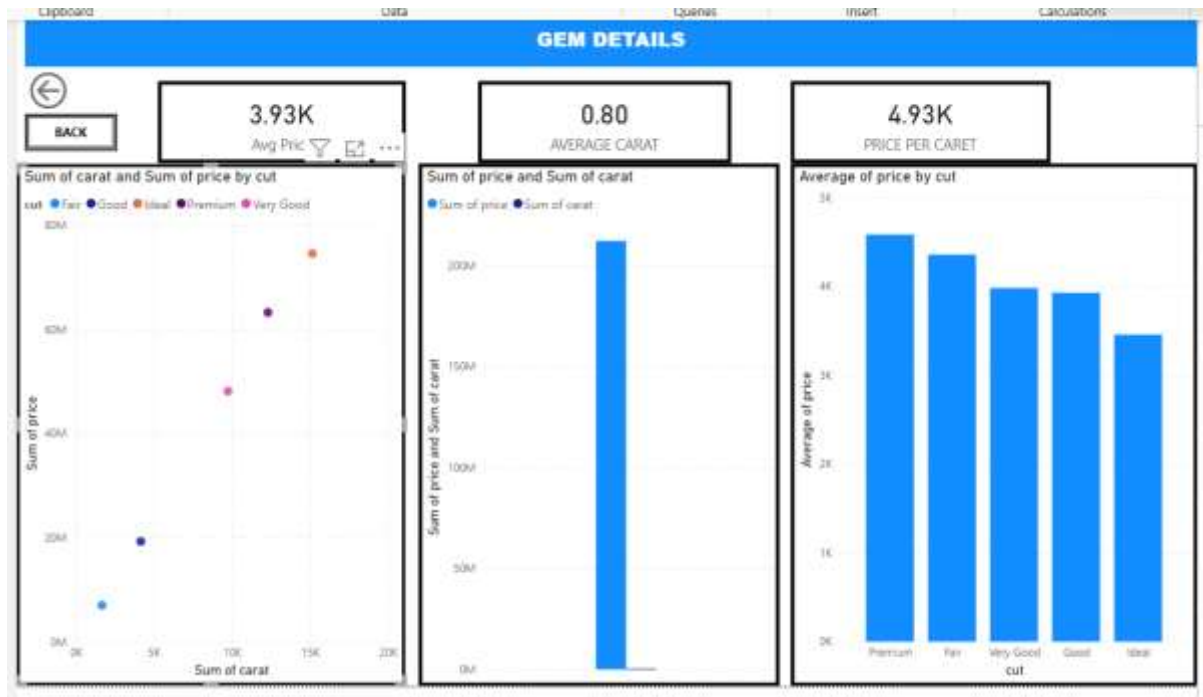 Clipboard Data Queries Insert Calculations
GEM DETAILS
BACK
3.93K
Avg Pric
0.80
AVERAGE CARAT
4.93K
PRICE PER CARET
Sum of carat and Sum of price by cut
cut Fair Good Ideal Premium Very Good
80M
60M
40M
20M
0M
Sum of price
0K 5K 10K 15K 20K
Sum of carat
Sum of price and Sum of carat
Sum of price Sum of carat
200M
150M
100M
50M
0M
Sum of price and Sum of carat
Average of price by cut
5K
4K
3K
2K
1K
0K
Average of price
Premium Fair Very Good Good Ideal
cut